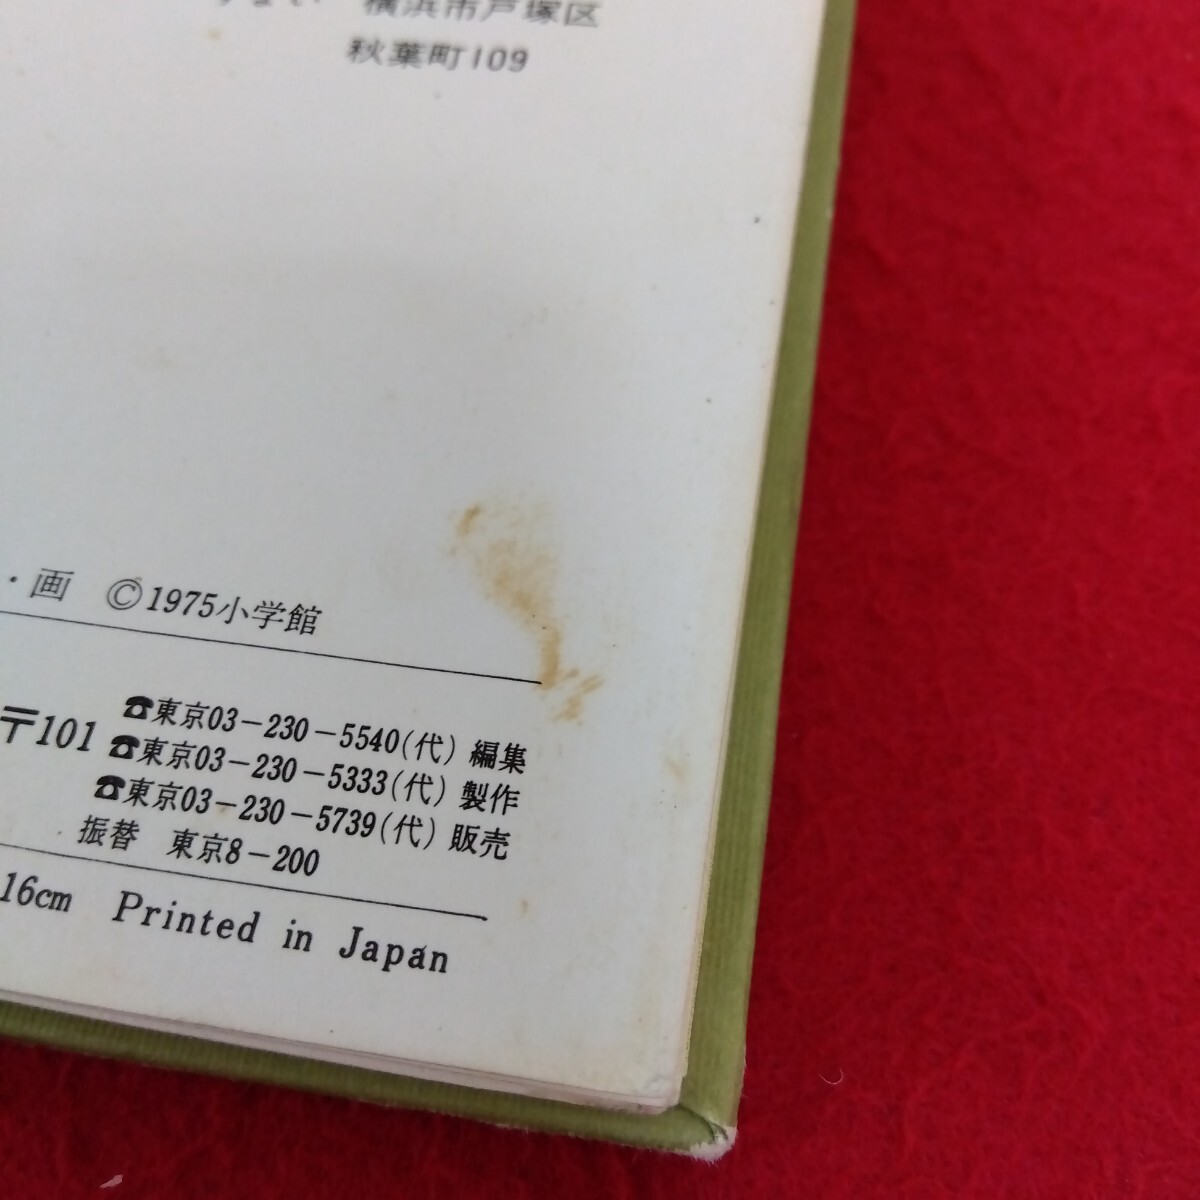 横浜市戸塚区
秋葉町109
・画 ©1975小学館
〒101
☎東京03-230-5540(代) 編集
☎東京03-230-5333(代) 製作
☎東京03-230-5739(代) 販売
振替 東京8-200
16cm Printed in Japan